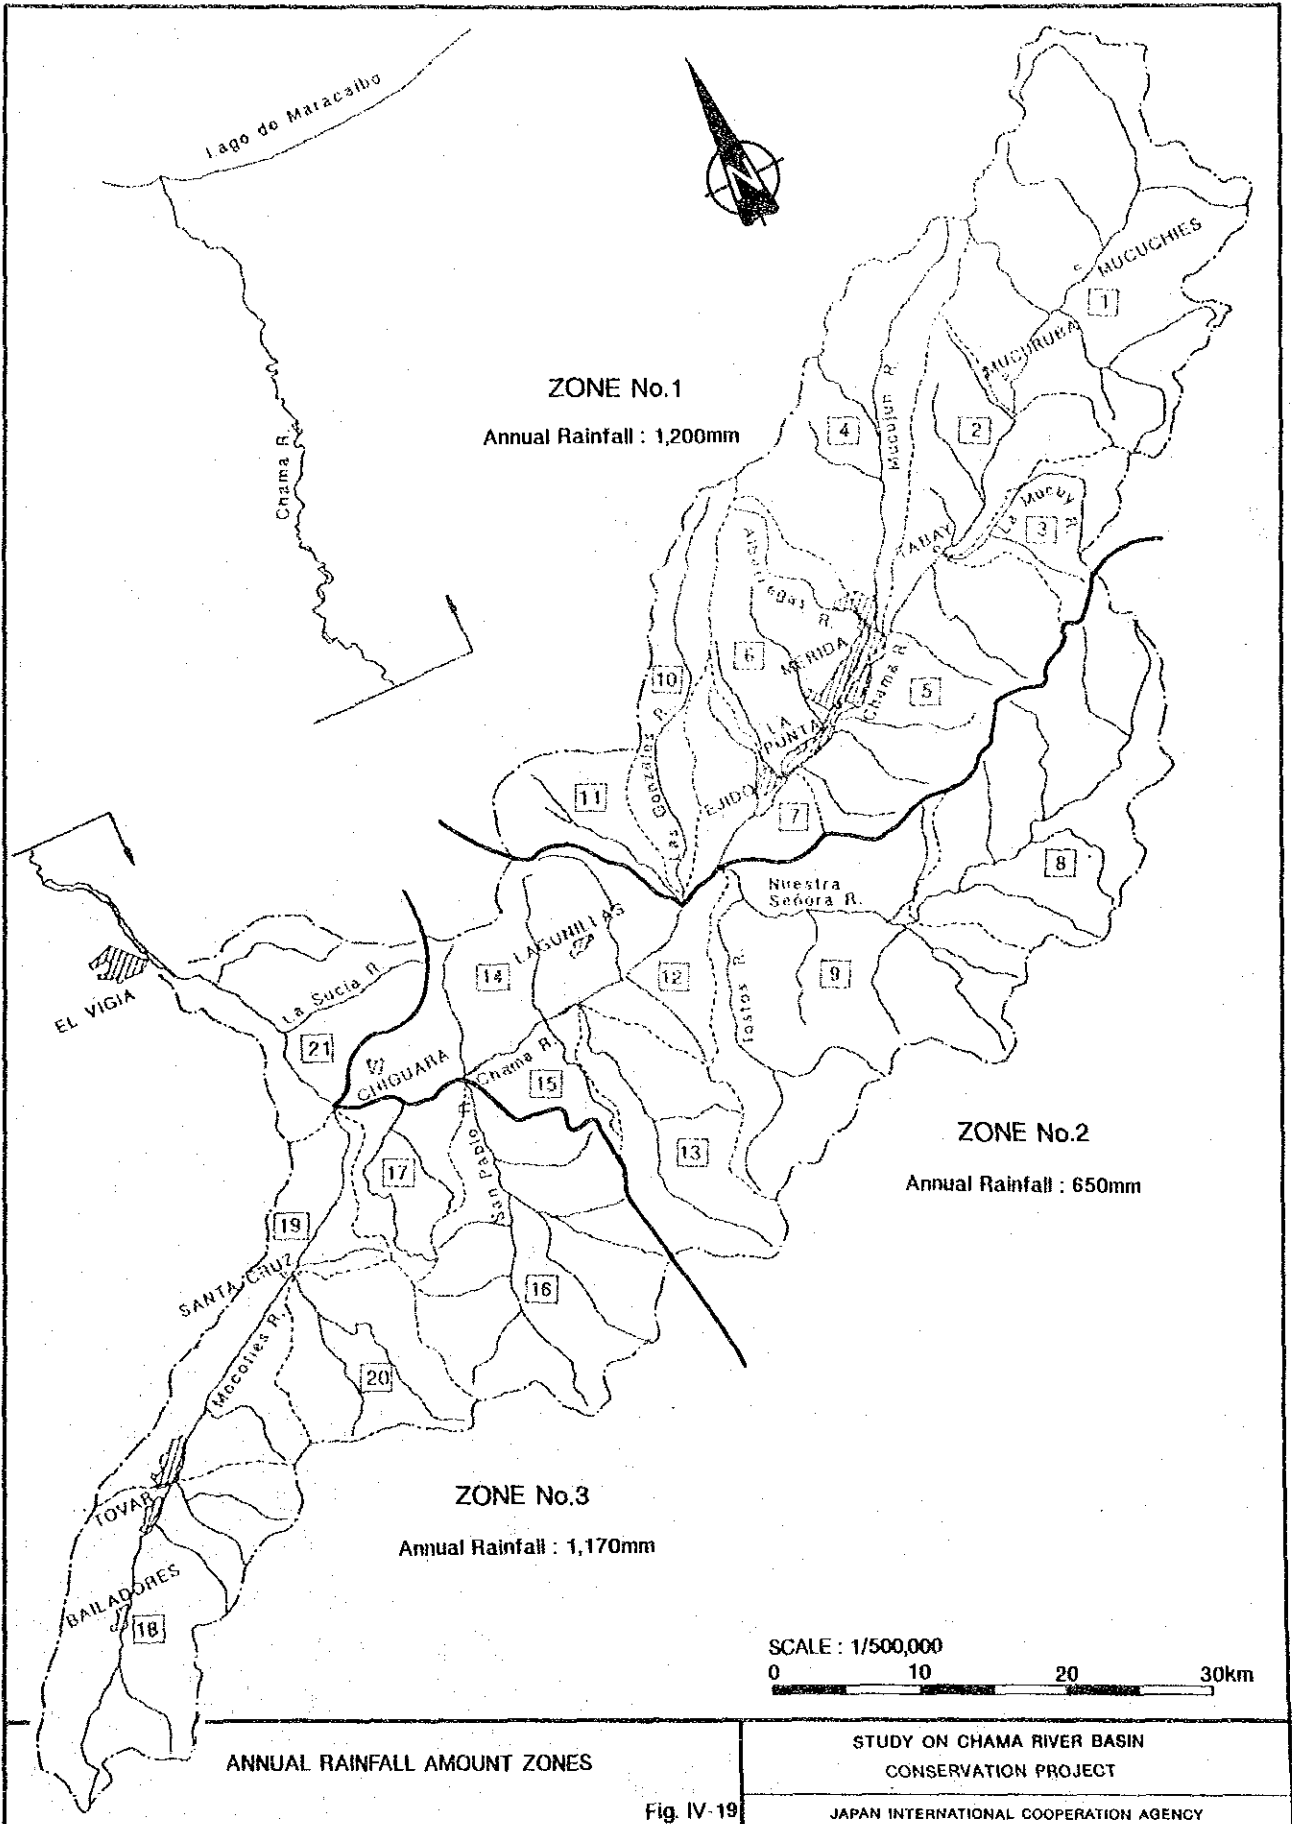 Lago de Maracaibo
N
MUCUCHIES
1
MUCURUBA
ZONE No.1
Annual Rainfall : 1,200mm
Chama R.
4
Mucujun R.
2
La Mucuy R.
3
TABAY
Albarregas R.
6
MERIDA
10
Chama R.
5
LA PUNTA
Las Gonzales R.
11
EJIDO
7
8
Nuestra
Señora R.
LAGUNILLAS
14
12
Tostos R.
9
La Sucia R.
EL VIGIA
21
CHIGUARA
Chama R.
15
ZONE No.2
Annual Rainfall : 650mm
13
17
San Pablo R.
19
SANTA CRUZ
16
Mocoties R.
20
ZONE No.3
Annual Rainfall : 1,170mm
TOVAR
BAILADORES
18
SCALE : 1/500,000
0 10 20 30km
ANNUAL RAINFALL AMOUNT ZONES
Fig. IV-19
STUDY ON CHAMA RIVER BASIN
CONSERVATION PROJECT
JAPAN INTERNATIONAL COOPERATION AGENCY